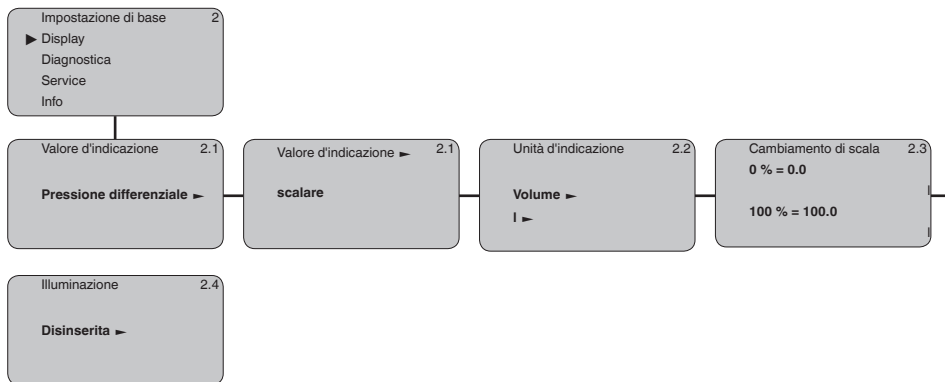 Impostazione di base 2
▶ Display
Diagnostica
Service
Info
Valore d'indicazione 2.1
Pressione differenziale ►
Valore d'indicazione ► 2.1
scalare
Unità d'indicazione 2.2
Volume ►
l ►
Cambiamento di scala 2.3
0 % = 0.0
l
100 % = 100.0
l
Illuminazione 2.4
Disinserita ►